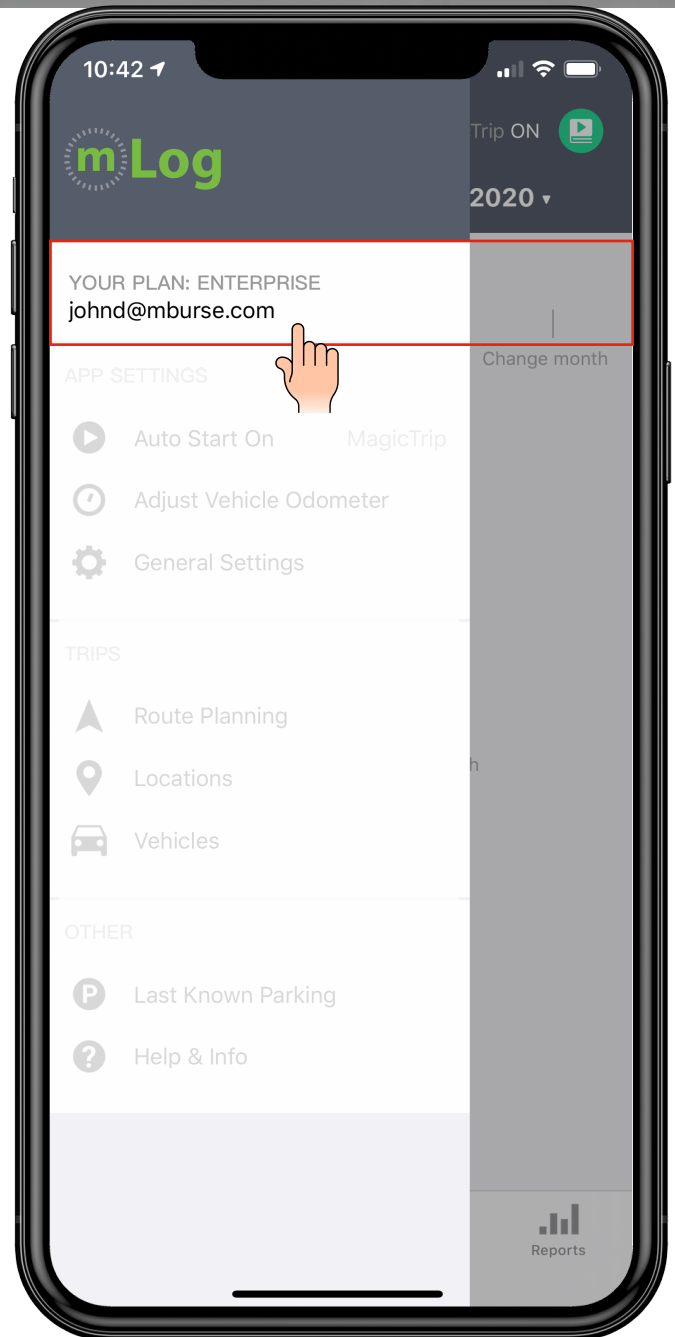 10:42
mLog
Trip ON
2020 ▾
YOUR PLAN: ENTERPRISE
johnd@mburse.com
Change month
APP SETTINGS
Auto Start On MagicTrip
Adjust Vehicle Odometer
General Settings
TRIPS
Route Planning
h
Locations
Vehicles
OTHER
P Last Known Parking
? Help & Info
Reports